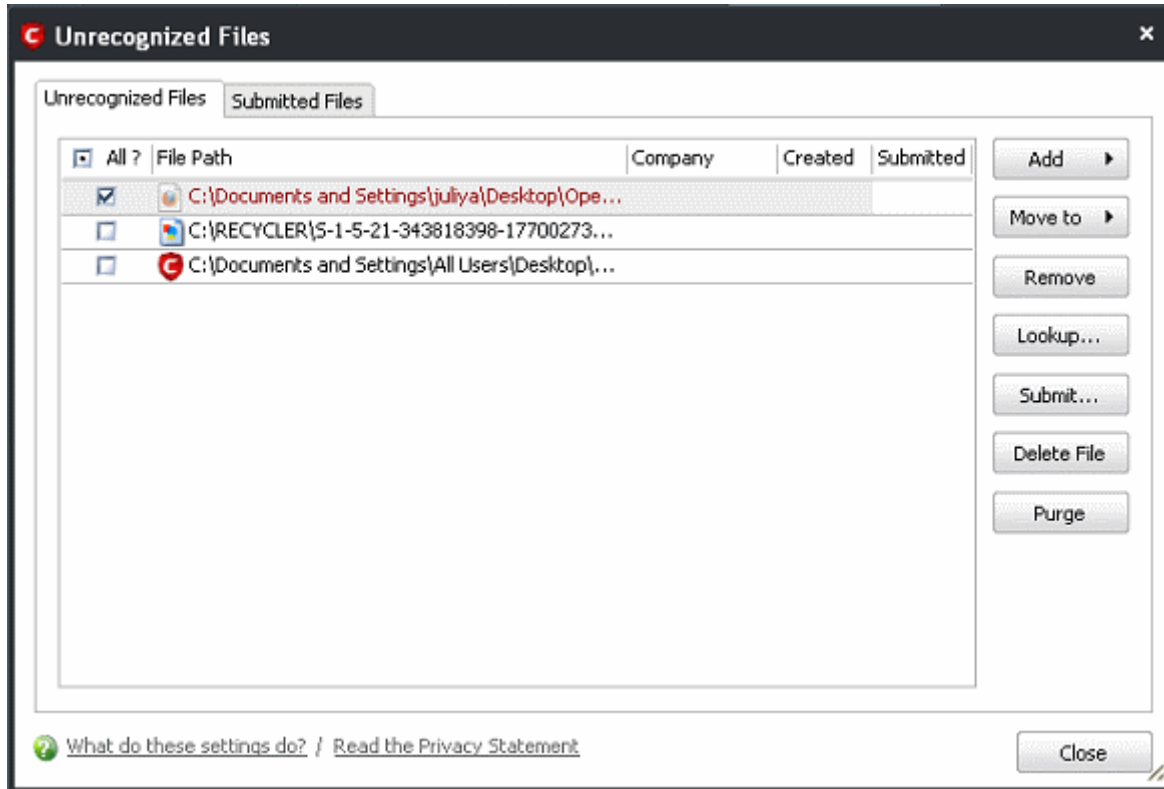 Unrecognized Files
Unrecognized Files Submitted Files
All ? File Path Company Created Submitted
C:\Documents and Settings\juliya\Desktop\Ope...
C:\RECYCLER\S-1-5-21-343818398-17700273...
C:\Documents and Settings\All Users\Desktop\...
Add
Move to
Remove
Lookup...
Submit...
Delete File
Purge
What do these settings do? / Read the Privacy Statement
Close